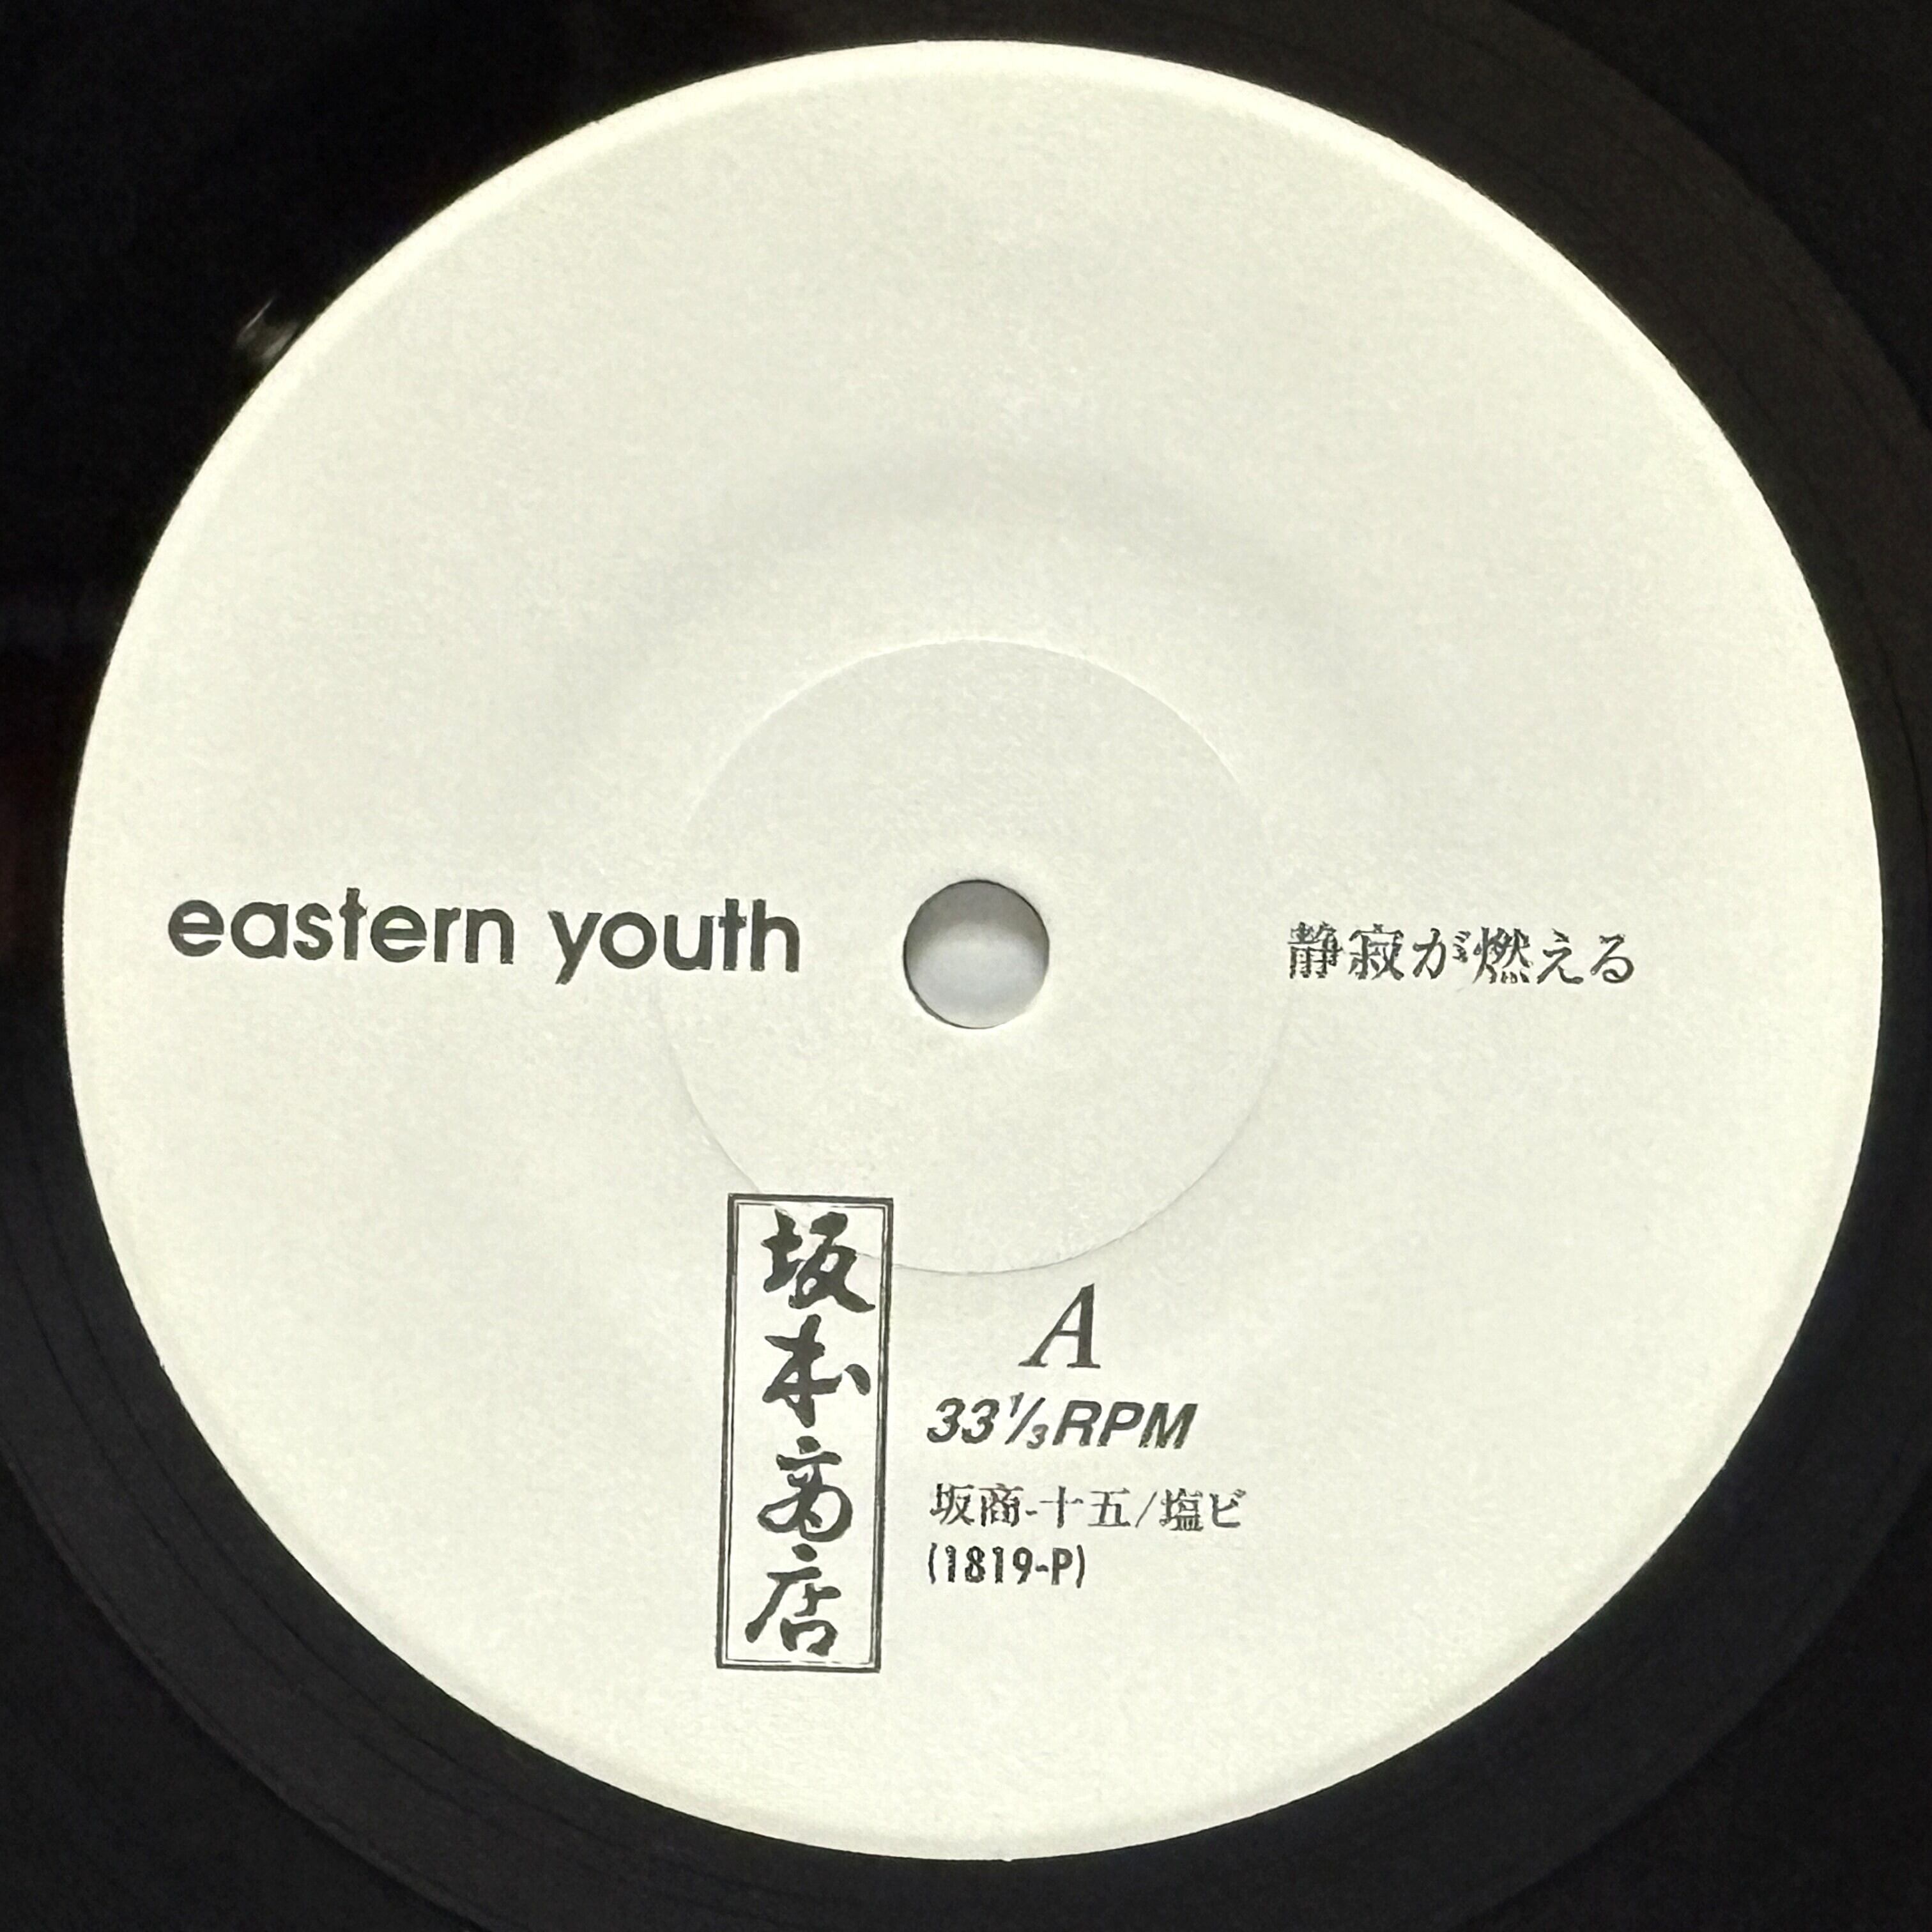 eastern youth
静寂が燃える
坂本商店
A
33⅓RPM
坂商-十五/塩ビ
(1819-P)